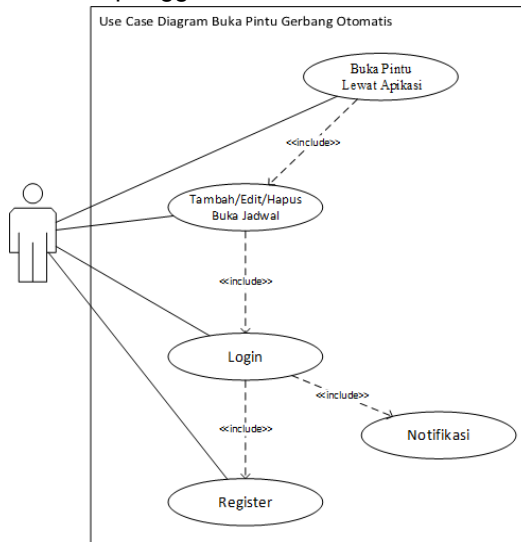 Use Case Diagram Buka Pintu Gerbang Otomatis
Buka Pintu
Lewat Apikasi
<<include>>
Tambah/Edit/Hapus
Buka Jadwal
<<include>>
Login
<<include>>
<<include>>
Notifikasi
Register